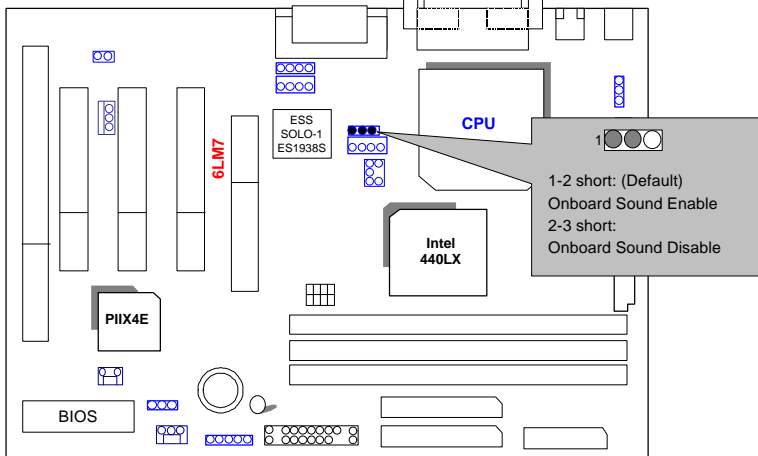 ESS
SOLO-1
ES1938S
CPU
6LM7
1
1-2 short: (Default)
Onboard Sound Enable
2-3 short:
Onboard Sound Disable
Intel
440LX
PIIX4E
BIOS